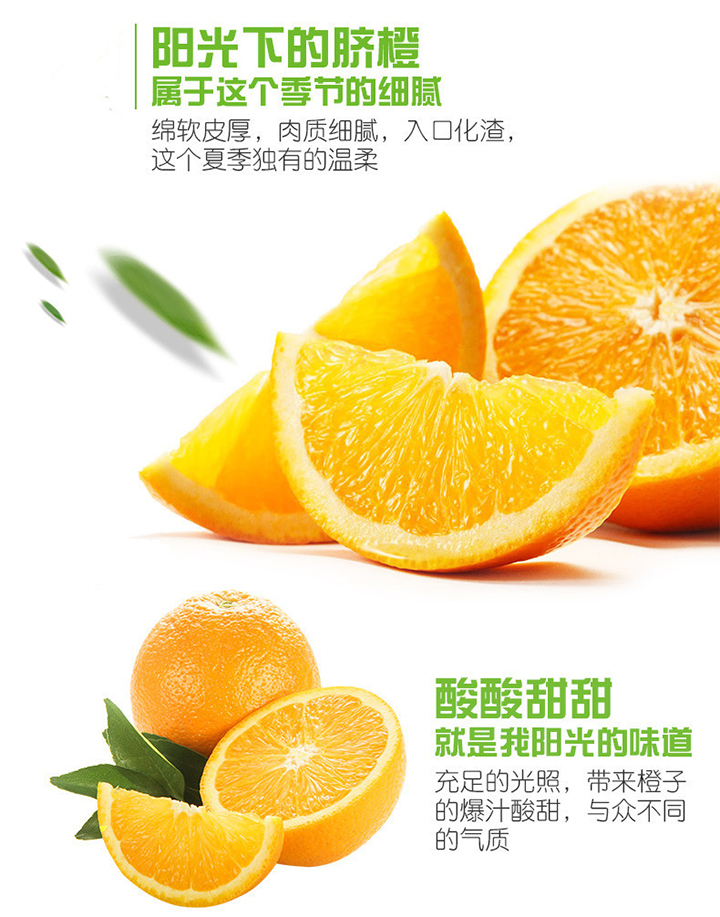 阳光下的脐橙
属于这个季节的细腻
绵软皮厚，肉质细腻，入口化渣，
这个夏季独有的温柔
酸酸甜甜
就是我阳光的味道
充足的光照，带来橙子
的爆汁酸甜，与众不同
的气质